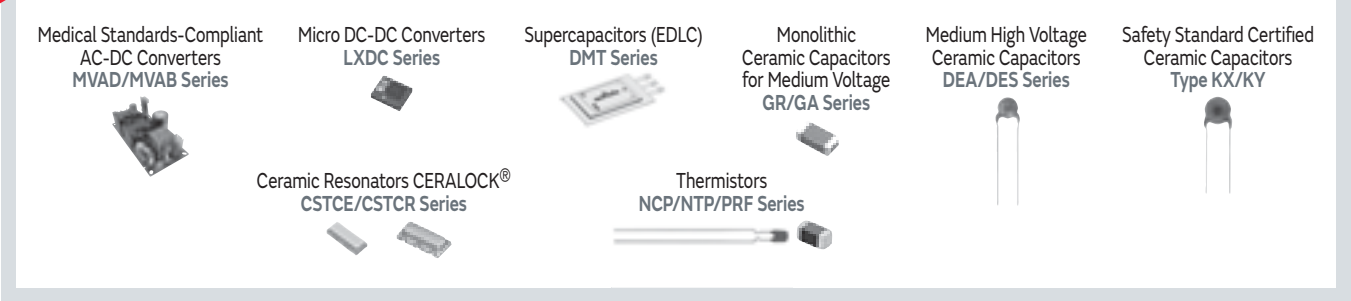 Medical Standards-Compliant
AC-DC Converters
MVAD/MVAB Series
Micro DC-DC Converters
LXDC Series
Supercapacitors (EDLC)
DMT Series
Monolithic
Ceramic Capacitors
for Medium Voltage
GR/GA Series
Medium High Voltage
Ceramic Capacitors
DEA/DES Series
Safety Standard Certified
Ceramic Capacitors
Type KX/KY
Ceramic Resonators CERALOCK®
CSTCE/CSTCR Series
Thermistors
NCP/NTP/PRF Series